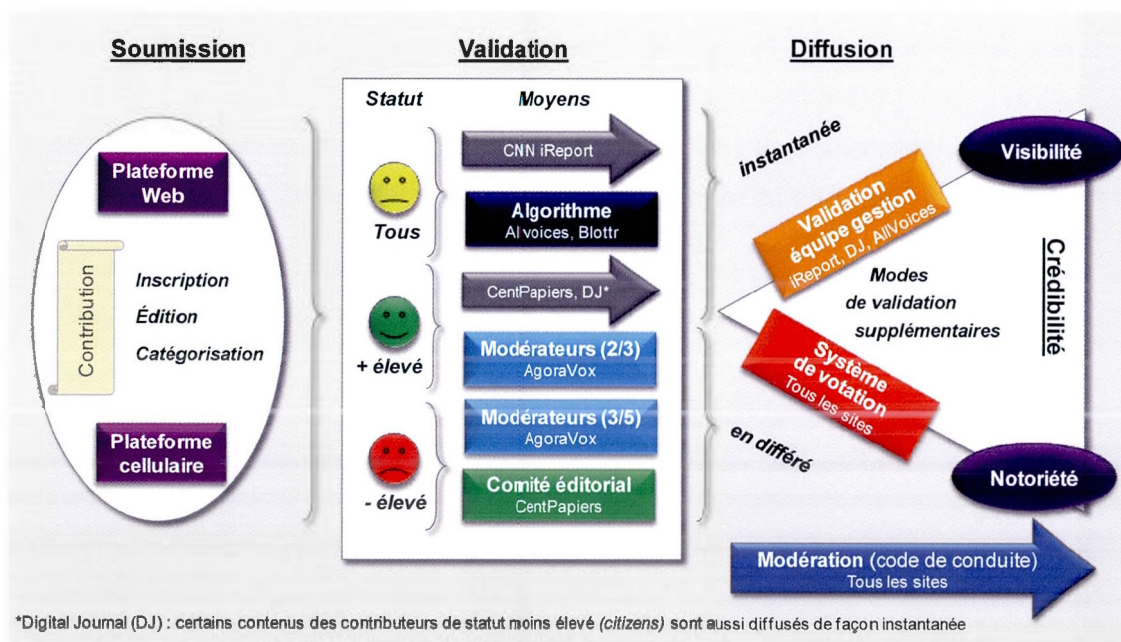 Soumission
Validation
Diffusion
Plateforme
Web
Contribution
Inscription
Édition
Catégorisation
Plateforme
cellulaire
Statut
Moyens
Tous
CNN iReport
Algorithme
Allvoices, Blottr
+ élevé
CentPapiers, DJ*
Modérateurs (2/3)
AgoraVox
- élevé
Modérateurs (3/5)
AgoraVox
Comité éditorial
CentPapiers
instantanée
en différé
Validation
équipe gestion
iReport, DJ, AllVoices
Modes
de validation
supplémentaires
Système
de votation
Tous les sites
Visibilité
Crédibilité
Notoriété
Modération (code de conduite)
Tous les sites
*Digital Journal (DJ) : certains contenus des contributeurs de statut moins élevé (citizens) sont aussi diffusés de façon instantanée